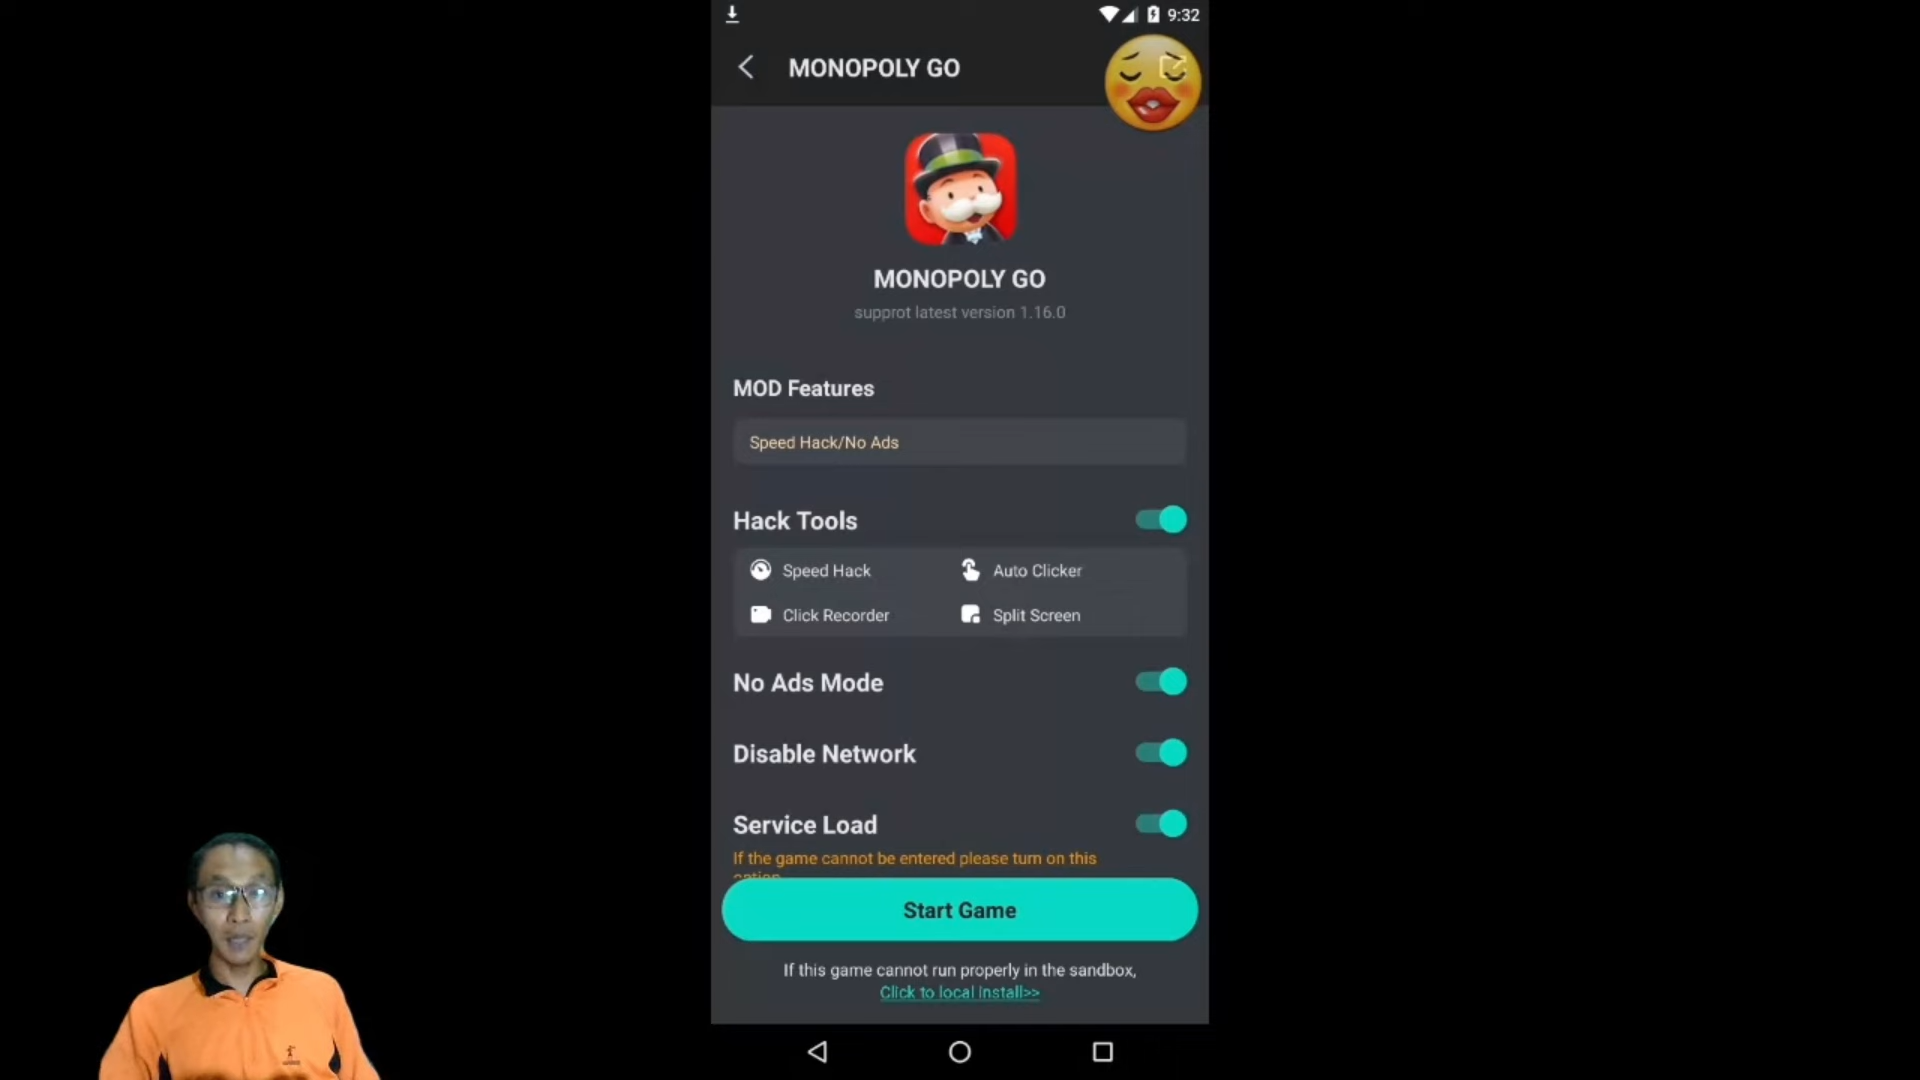 9:32
MONOPOLY GO
MONOPOLY GO
supprot latest version 1.16.0
MOD Features
Speed Hack/No Ads
Hack Tools
Speed Hack
Auto Clicker
Click Recorder
Split Screen
No Ads Mode
Disable Network
Service Load
If the game cannot be entered please turn on this
option
Start Game
If this game cannot run properly in the sandbox,
Click to local install>>